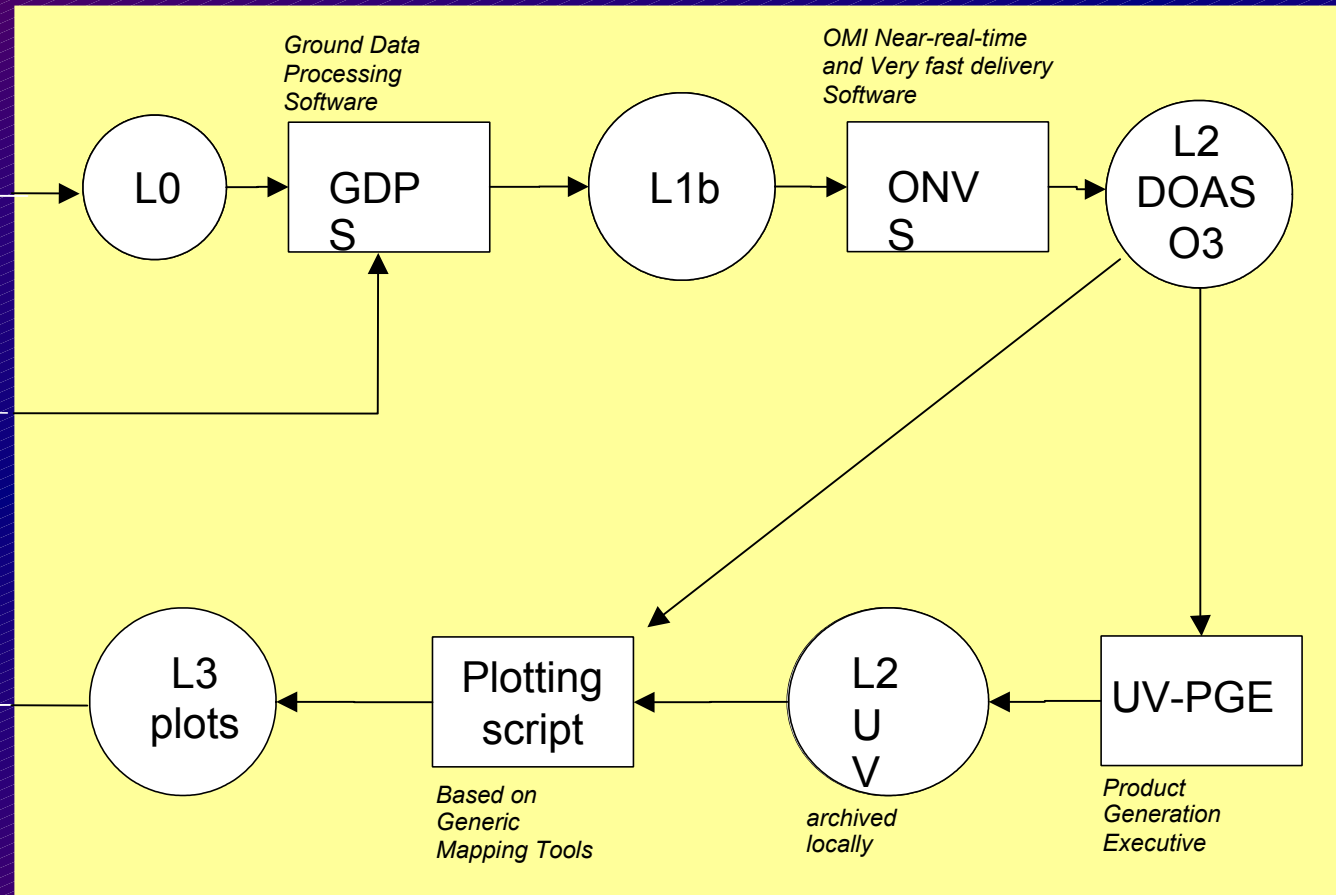 Ground Data
Processing
Software
OMI Near-real-time
and Very fast delivery
Software
L0
GDP
S
L1b
ONV
S
L2
DOAS
O3
L3
plots
Plotting
script
Based on
Generic
Mapping Tools
L2
U
V
archived
locally
UV-PGE
Product
Generation
Executive